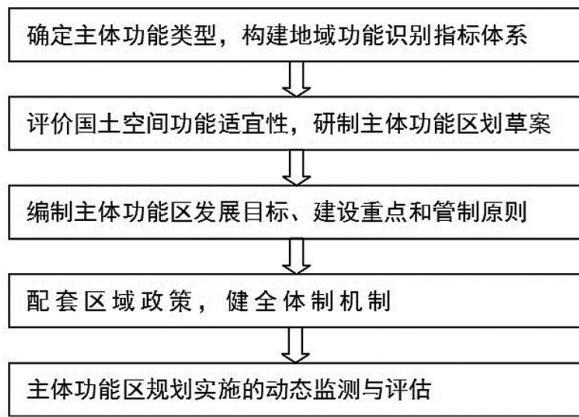 确定主体功能类型，构建地域功能识别指标体系
评价国土空间功能适宜性，研制主体功能区划草案
编制主体功能区发展目标、建设重点和管制原则
配套区域政策，健全体制机制
主体功能区规划实施的动态监测与评估